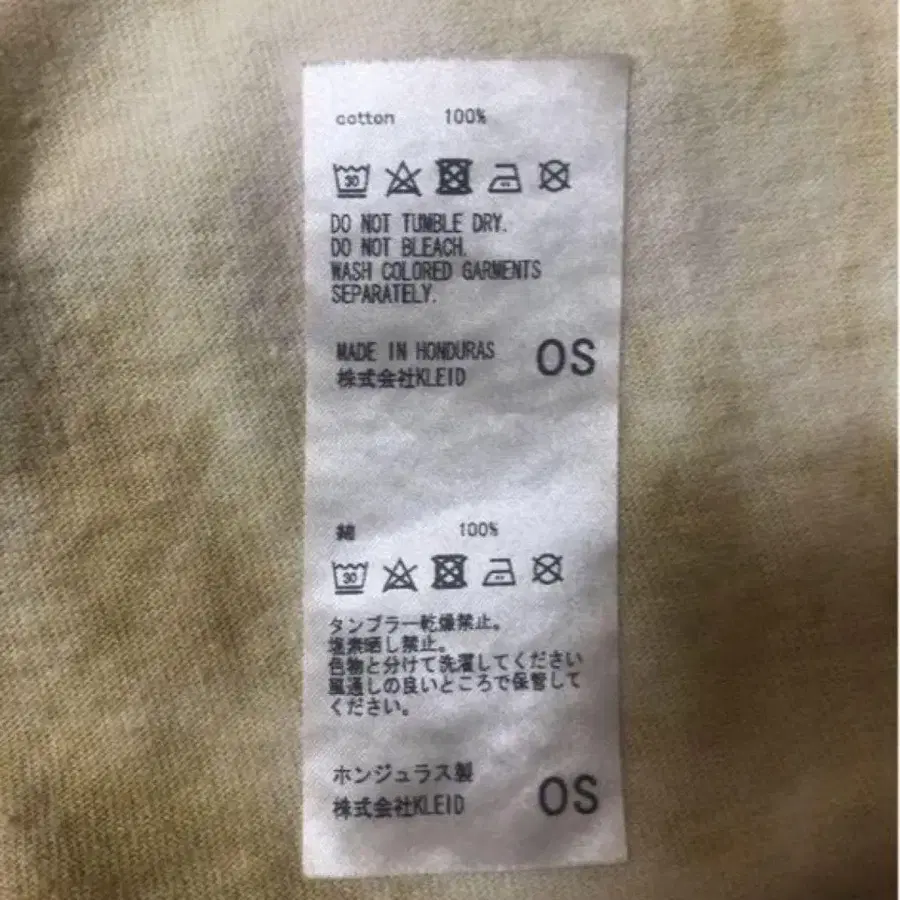 cotton 100%
30
DO NOT TUMBLE DRY.
DO NOT BLEACH.
WASH COLORED GARMENTS
SEPARATELY.
MADE IN HONDURAS
株式会社KLEID
OS
綿 100%
30
タンブラー乾燥禁止。
塩素晒し禁止。
色物と分けて洗濯してください
風通しの良いところで保管して
ください。
ホンジュラス製
株式会社KLEID
OS